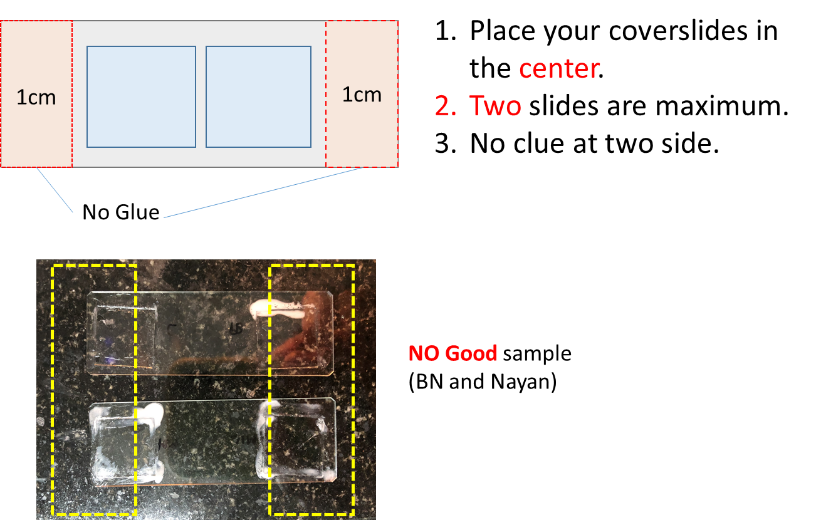 1cm
1cm
No Glue
1. Place your coverslides in
the center.
2. Two slides are maximum.
3. No clue at two side.
NO Good sample
(BN and Nayan)